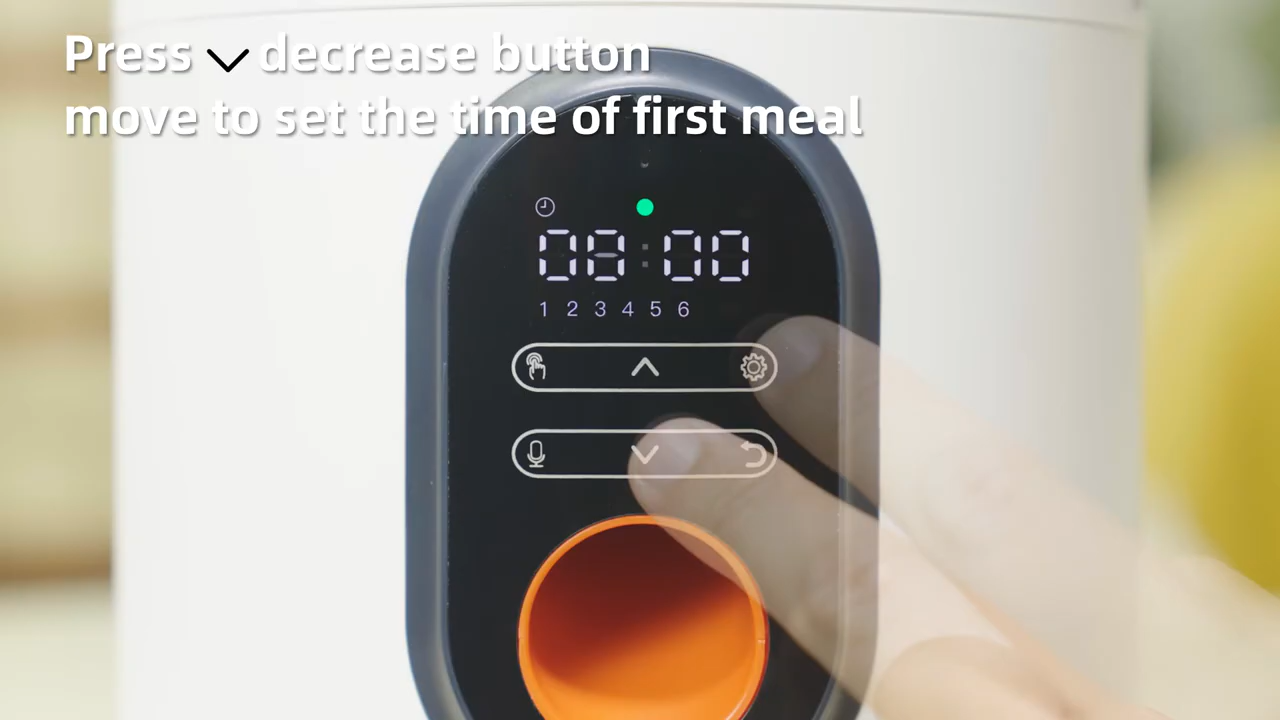 Press decrease button
move to set the time of first meal
08:00
1 2 3 4 5 6